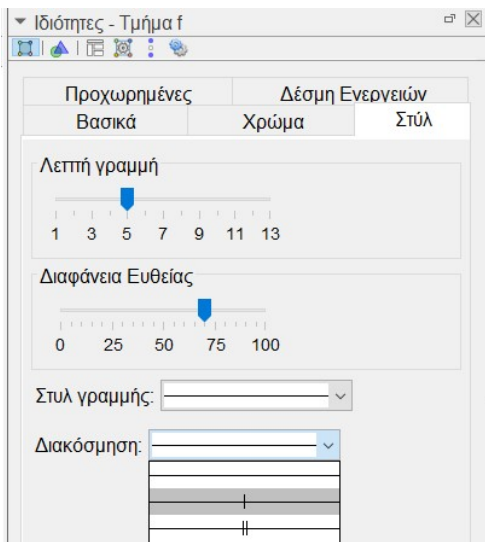 Ιδιότητες - Τμήμα f
Προχωρημένες Δέσμη Ενεργειών
Βασικά Χρώμα Στύλ
Λεπτή γραμμή
1 3 5 7 9 11 13
Διαφάνεια Ευθείας
0 25 50 75 100
Στυλ γραμμής:
Διακόσμηση: